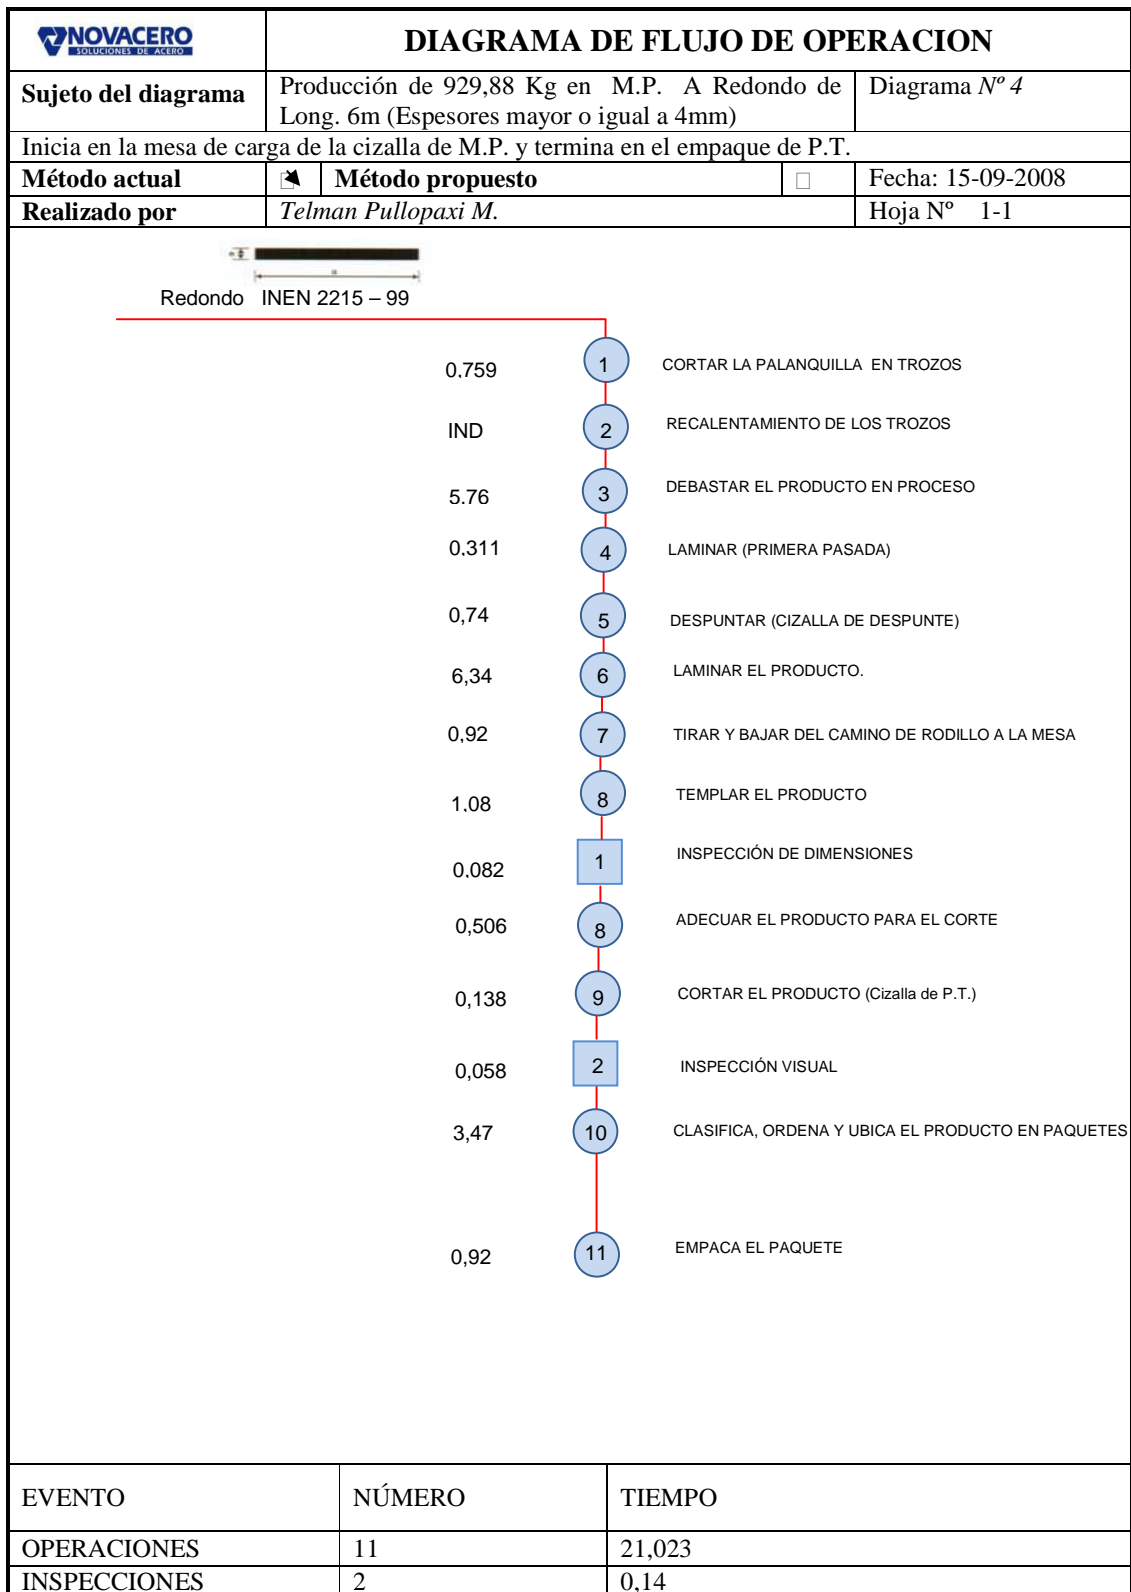 NOVACERO
SOLUCIONES DE ACERO
DIAGRAMA DE FLUJO DE OPERACION
Sujeto del diagrama
Producción de 929,88 Kg en M.P. A Redondo de
Long. 6m (Espesores mayor o igual a 4mm)
Diagrama Nº 4
Inicia en la mesa de carga de la cizalla de M.P. y termina en el empaque de P.T.
Método actual
Método propuesto
Fecha: 15-09-2008
Realizado por
Telman Pullopaxi M.
Hoja Nº 1-1
Redondo INEN 2215 – 99
0.759 1 CORTAR LA PALANQUILLA EN TROZOS
IND 2 RECALENTAMIENTO DE LOS TROZOS
5.76 3 DEBASTAR EL PRODUCTO EN PROCESO
0.311 4 LAMINAR (PRIMERA PASADA)
0,74 5 DESPUNTAR (CIZALLA DE DESPUNTE)
6,34 6 LAMINAR EL PRODUCTO.
0,92 7 TIRAR Y BAJAR DEL CAMINO DE RODILLO A LA MESA
1.08 8 TEMPLAR EL PRODUCTO
0.082 1 INSPECCIÓN DE DIMENSIONES
0,506 8 ADECUAR EL PRODUCTO PARA EL CORTE
0,138 9 CORTAR EL PRODUCTO (Cizalla de P.T.)
0,058 2 INSPECCIÓN VISUAL
3,47 10 CLASIFICA, ORDENA Y UBICA EL PRODUCTO EN PAQUETES
0,92 11 EMPACA EL PAQUETE
EVENTO NÚMERO TIEMPO
OPERACIONES 11 21,023
INSPECCIONES 2 0,14